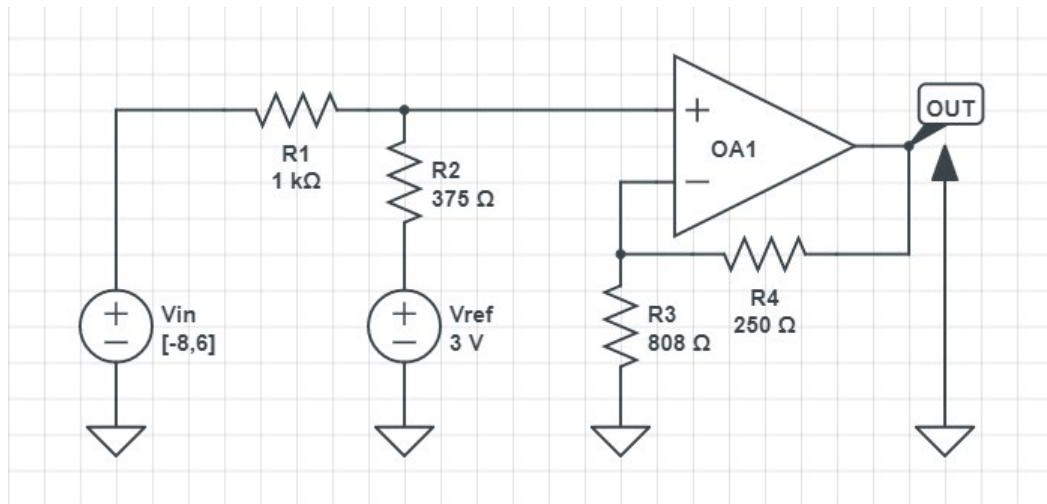 OUT
+
OA1
−
R1
1 kΩ
R2
375 Ω
R4
250 Ω
R3
808 Ω
+
−
Vin
[-8,6]
+
−
Vref
3 V